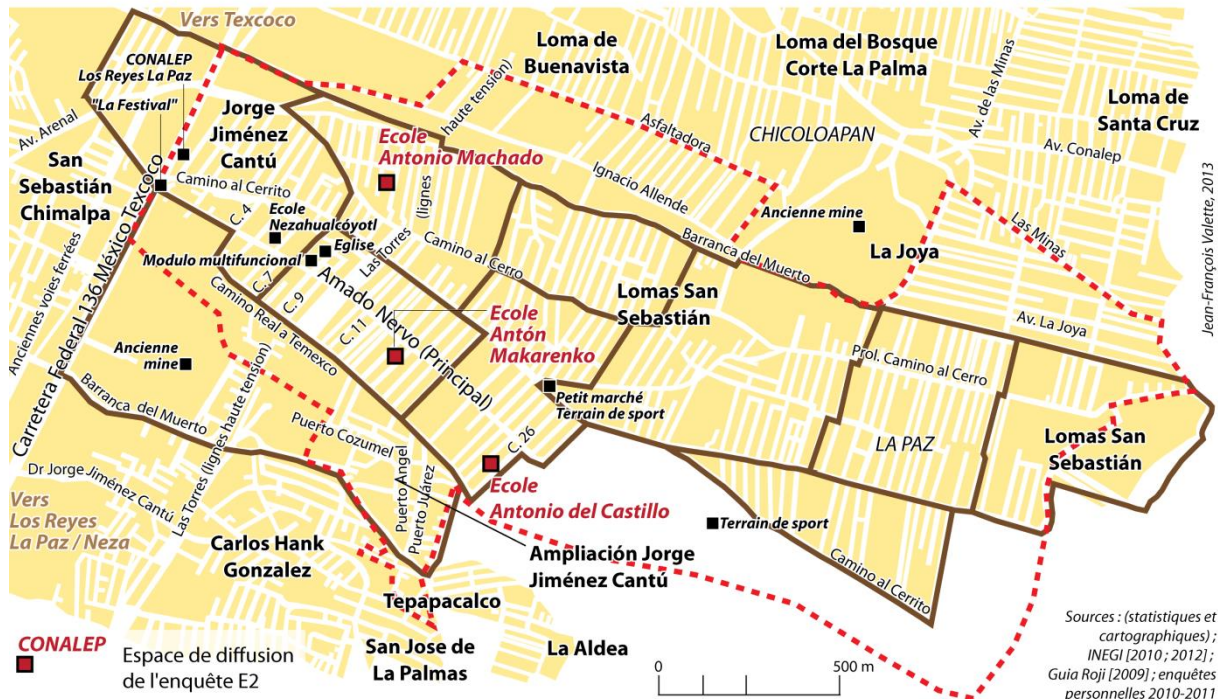 Vers Texcoco
CONALEP
Los Reyes La Paz
"La Festival"
Jorge
Jiménez
Cantú
Loma de
Buenavista
Loma del Bosque
Corte La Palma
Loma de
Santa Cruz
Av. de las Minas
Av. Conalep
CHICOLOAPAN
Asfaltadora
haute tension)
(lignes
Las Torres
Ecole
Antonio Machado
Ignacio Allende
Av. Arenal
San
Sebastián
Chimalpa
Camino al Cerrito
C. 4
Ecole
Nezahualcóyotl
Eglise
Modulo multifuncional
C. 7
C. 9
C. 11
Camino al Cerro
Barranca del Muerto
Ancienne mine
La Joya
Las Minas
Av. La Joya
Lomas San
Sebastián
Amado Nervo (Principal)
Camino Real a Temexco
Ecole
Antón
Makarenko
Petit marché
Terrain de sport
Prol. Camino al Cerro
LA PAZ
Lomas San
Sebastián
Anciennes voies ferrées
Carretera Federal 136 México Texcoco
Ancienne
mine
Barranca del Muerto
Dr Jorge Jiménez Cantú
Las Torres (lignes haute tension)
Puerto Cozumel
Puerto Angel
Puerto Juárez
C. 26
Ecole
Antonio del Castillo
Terrain de sport
Camino al Cerrito
Vers
Los Reyes
La Paz / Neza
Carlos Hank
Gonzalez
Ampliación Jorge
Jiménez Cantú
Tepapacalco
San Jose de
La Palmas
La Aldea
CONALEP
Espace de diffusion
de l'enquête E2
0 500 m
Sources : (statistiques et
cartographiques) ;
INEGI [2010 ; 2012] ;
Guia Roji [2009] ; enquêtes
personnelles 2010-2011
Jean-François Valette, 2013